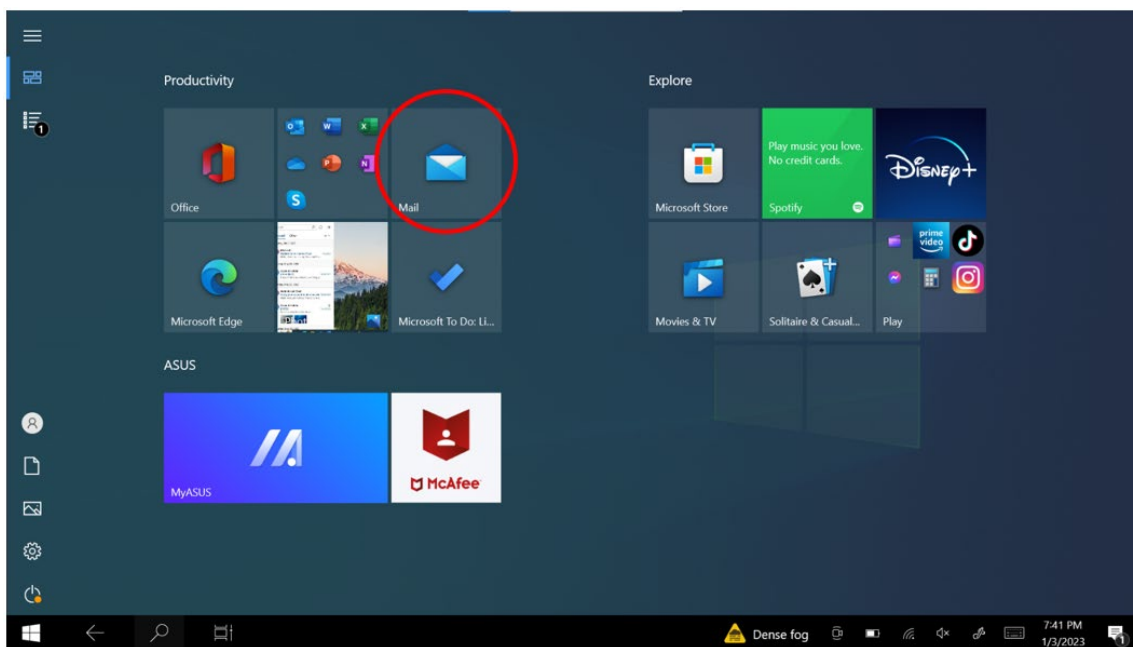 Productivity
Explore
1
Office
Mail
Microsoft Store
Play music you love.
No credit cards.
Spotify
Disney+
prime
video
Microsoft Edge
Microsoft To Do: Li...
Movies & TV
Solitaire & Casual...
Play
ASUS
MyASUS
McAfee
Dense fog
7:41 PM
1/3/2023
1